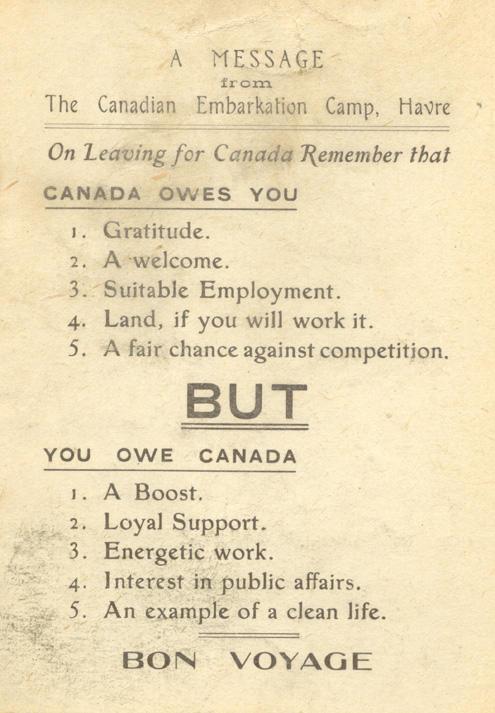 A MESSAGE
from
The Canadian Embarkation Camp, Havre
On Leaving for Canada Remember that
CANADA OWES YOU
1. Gratitude.
2. A welcome.
3. Suitable Employment.
4. Land, if you will work it.
5. A fair chance against competition.
BUT
YOU OWE CANADA
1. A Boost.
2. Loyal Support.
3. Energetic work.
4. Interest in public affairs.
5. An example of a clean life.
BON VOYAGE